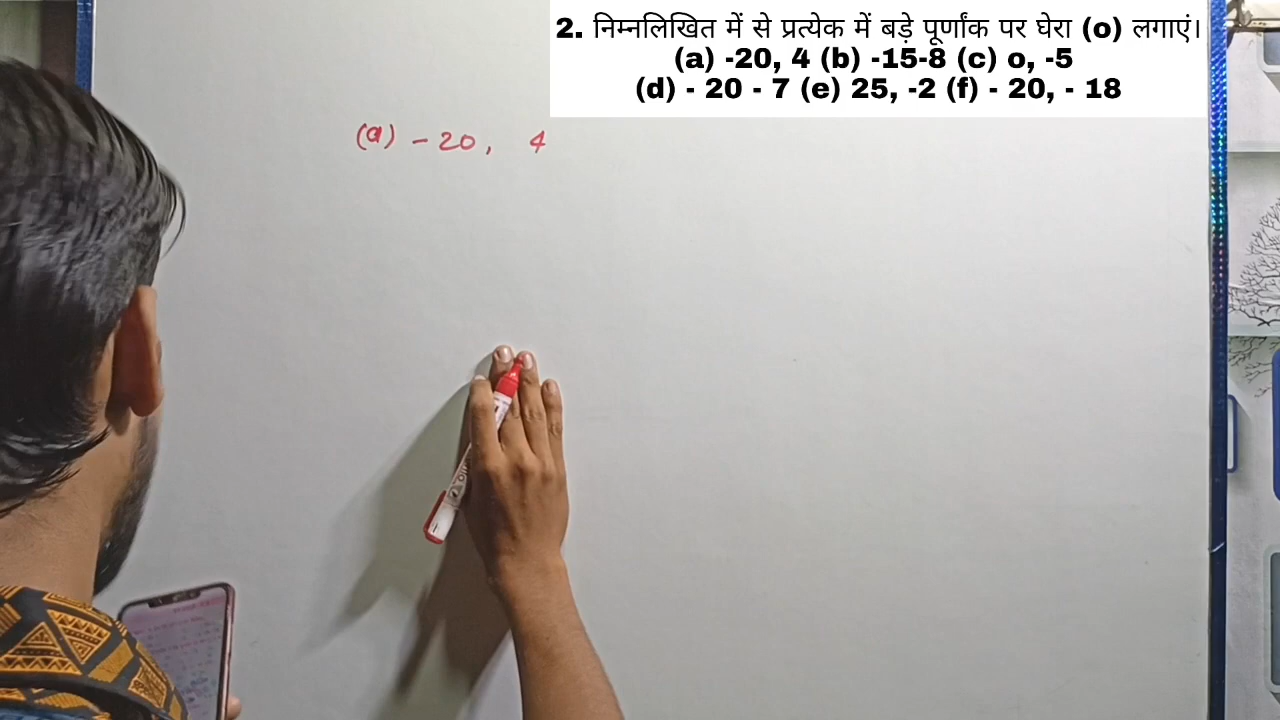 2. निम्नलिखित में से प्रत्येक में बड़े पूर्णांक पर घेरा (o) लगाएं।
(a) -20, 4 (b) -15-8 (c) o, -5
(d) - 20 - 7 (e) 25, -2 (f) - 20, - 18
(a) - 20 , 4